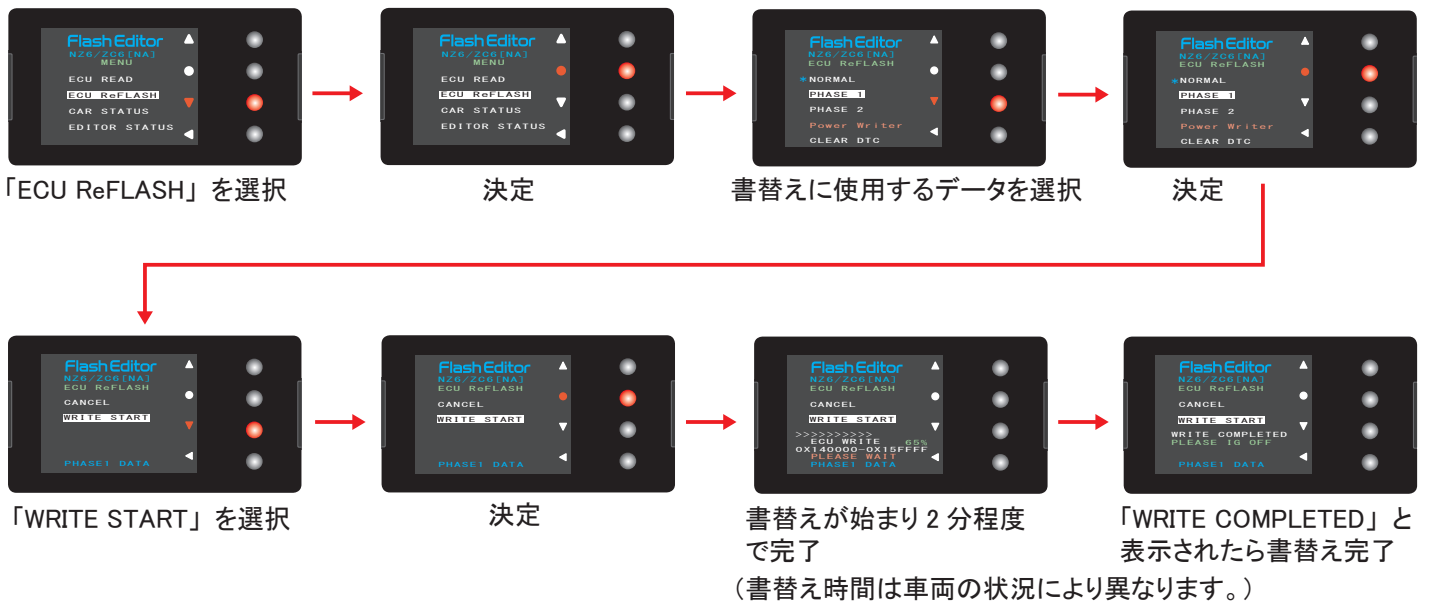 Flash Editor
NZ6/ZC6[NA]
MENU
ECU READ
ECU ReFLASH
CAR STATUS
EDITOR STATUS
「ECU ReFLASH」を選択
Flash Editor
NZ6/ZC6[NA]
MENU
ECU READ
ECU ReFLASH
CAR STATUS
EDITOR STATUS
決定
Flash Editor
NZ6/ZC6[NA]
ECU ReFLASH
*NORMAL
PHASE 1
PHASE 2
Power Writer
CLEAR DTC
書替えに使用するデータを選択
Flash Editor
NZ6/ZC6[NA]
ECU ReFLASH
*NORMAL
PHASE 1
PHASE 2
Power Writer
CLEAR DTC
決定
Flash Editor
NZ6/ZC6[NA]
ECU ReFLASH
CANCEL
WRITE START
PHASE1 DATA
「WRITE START」を選択
Flash Editor
NZ6/ZC6[NA]
ECU ReFLASH
CANCEL
WRITE START
PHASE1 DATA
決定
Flash Editor
NZ6/ZC6[NA]
ECU ReFLASH
CANCEL
WRITE START
>>>>>>>>>>
ECU WRITE 65%
0X140000-0X15FFFF
PLEASE WAIT
PHASE1 DATA
書替えが始まり2分程度
で完了
（書替え時間は車両の状況により異なります。）
Flash Editor
NZ6/ZC6[NA]
ECU ReFLASH
CANCEL
WRITE START
WRITE COMPLETED
PLEASE IG OFF
PHASE1 DATA
「WRITE COMPLETED」と
表示されたら書替え完了